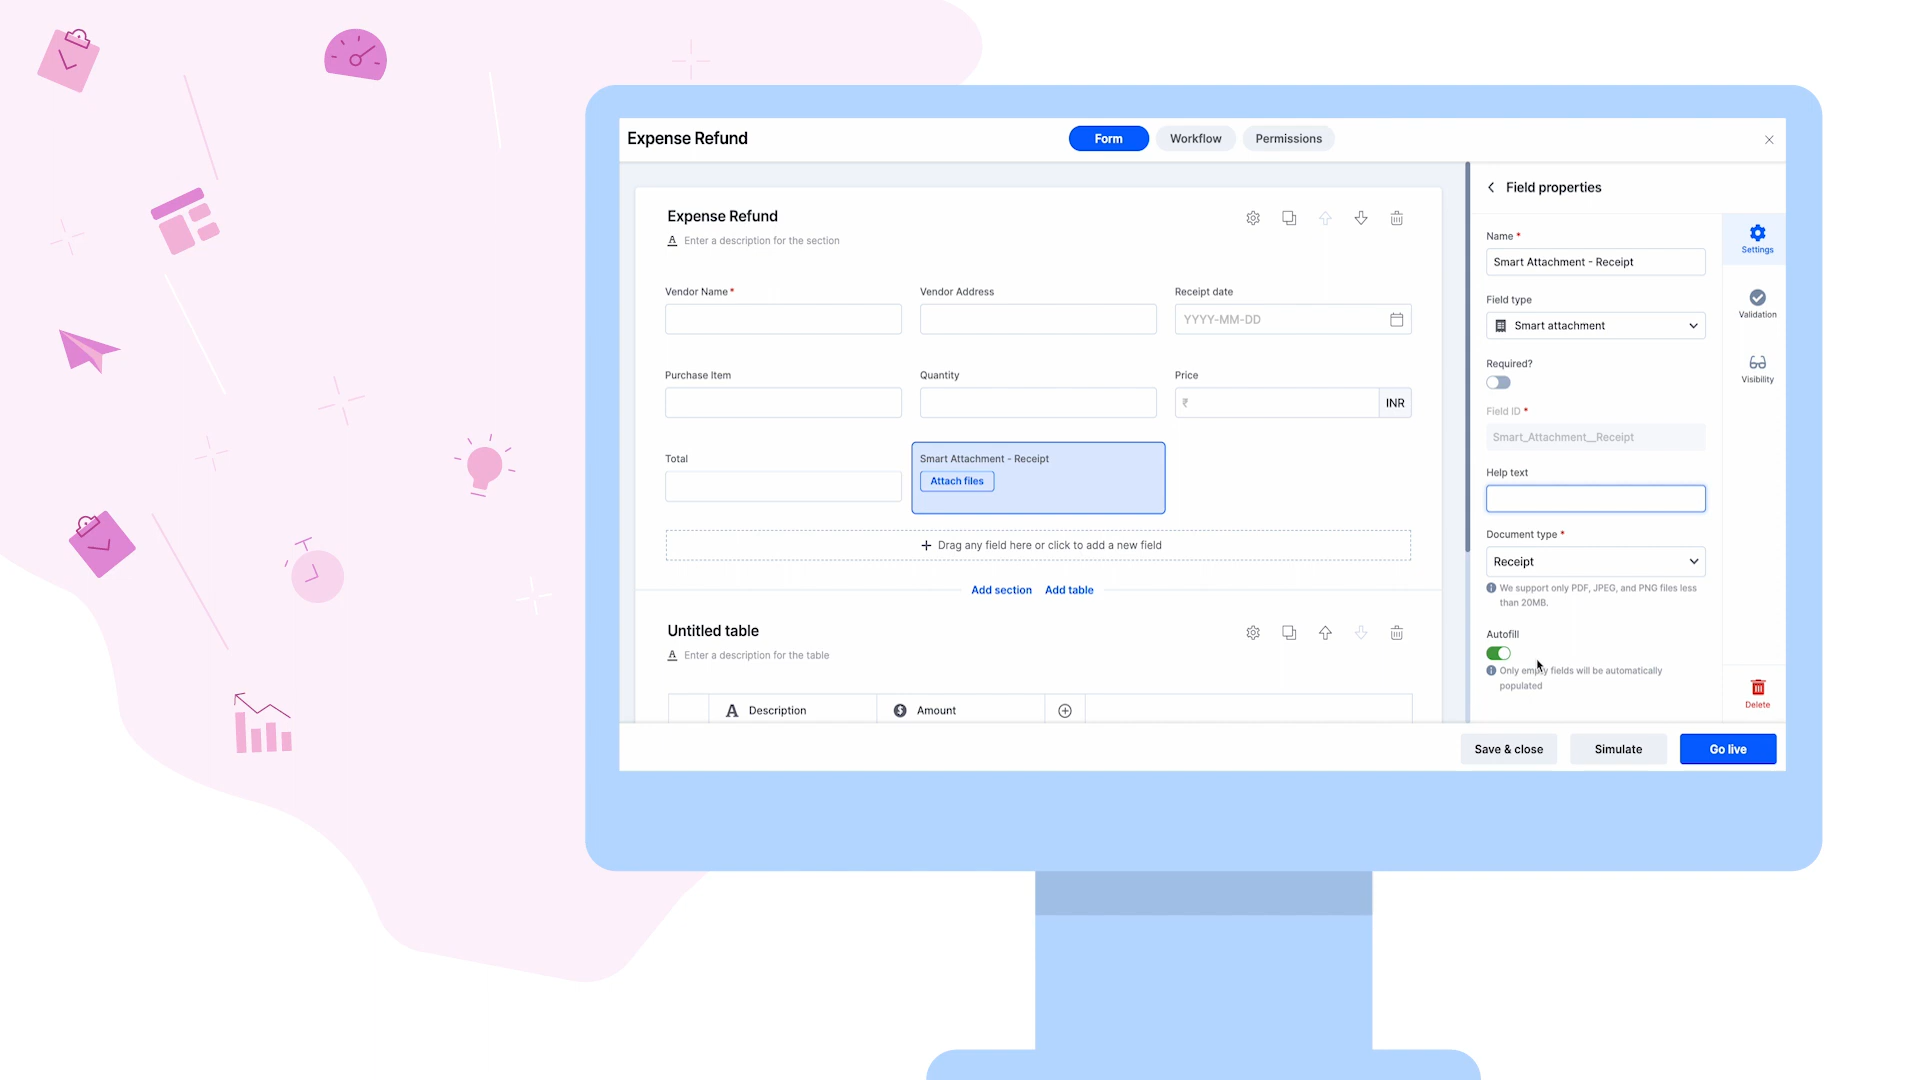 Expense Refund
Form
Workflow
Permissions
Expense Refund
Enter a description for the section
Vendor Name*
Vendor Address
Receipt date
YYYY-MM-DD
Purchase Item
Quantity
Price
₹
INR
Total
Smart Attachment - Receipt
Attach files
Drag any field here or click to add a new field
Add section
Add table
Untitled table
Enter a description for the table
Description
Amount
Field properties
Name *
Smart Attachment - Receipt
Field type
Smart attachment
Required?
Field ID *
Smart_Attachment__Receipt
Help text
Document type *
Receipt
We support only PDF, JPEG, and PNG files less
than 20MB.
Autofill
Only empty fields will be automatically
populated
Settings
Validation
Visibility
Delete
Save & close
Simulate
Go live